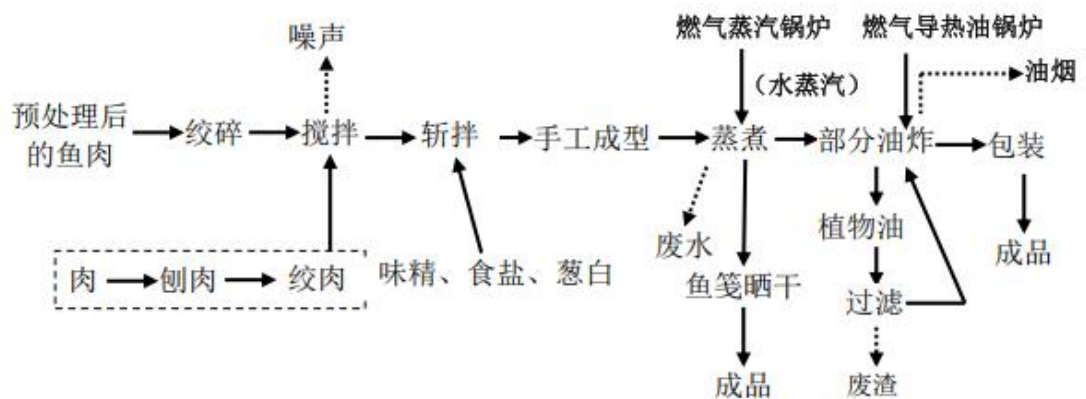 噪声
燃气蒸汽锅炉
燃气导热油锅炉
（水蒸汽）
油烟
预处理后
的鱼肉
绞碎
搅拌
斩拌
手工成型
蒸煮
部分油炸
包装
肉
刨肉
绞肉
味精、食盐、葱白
废水
鱼笺晒干
成品
植物油
过滤
废渣
成品